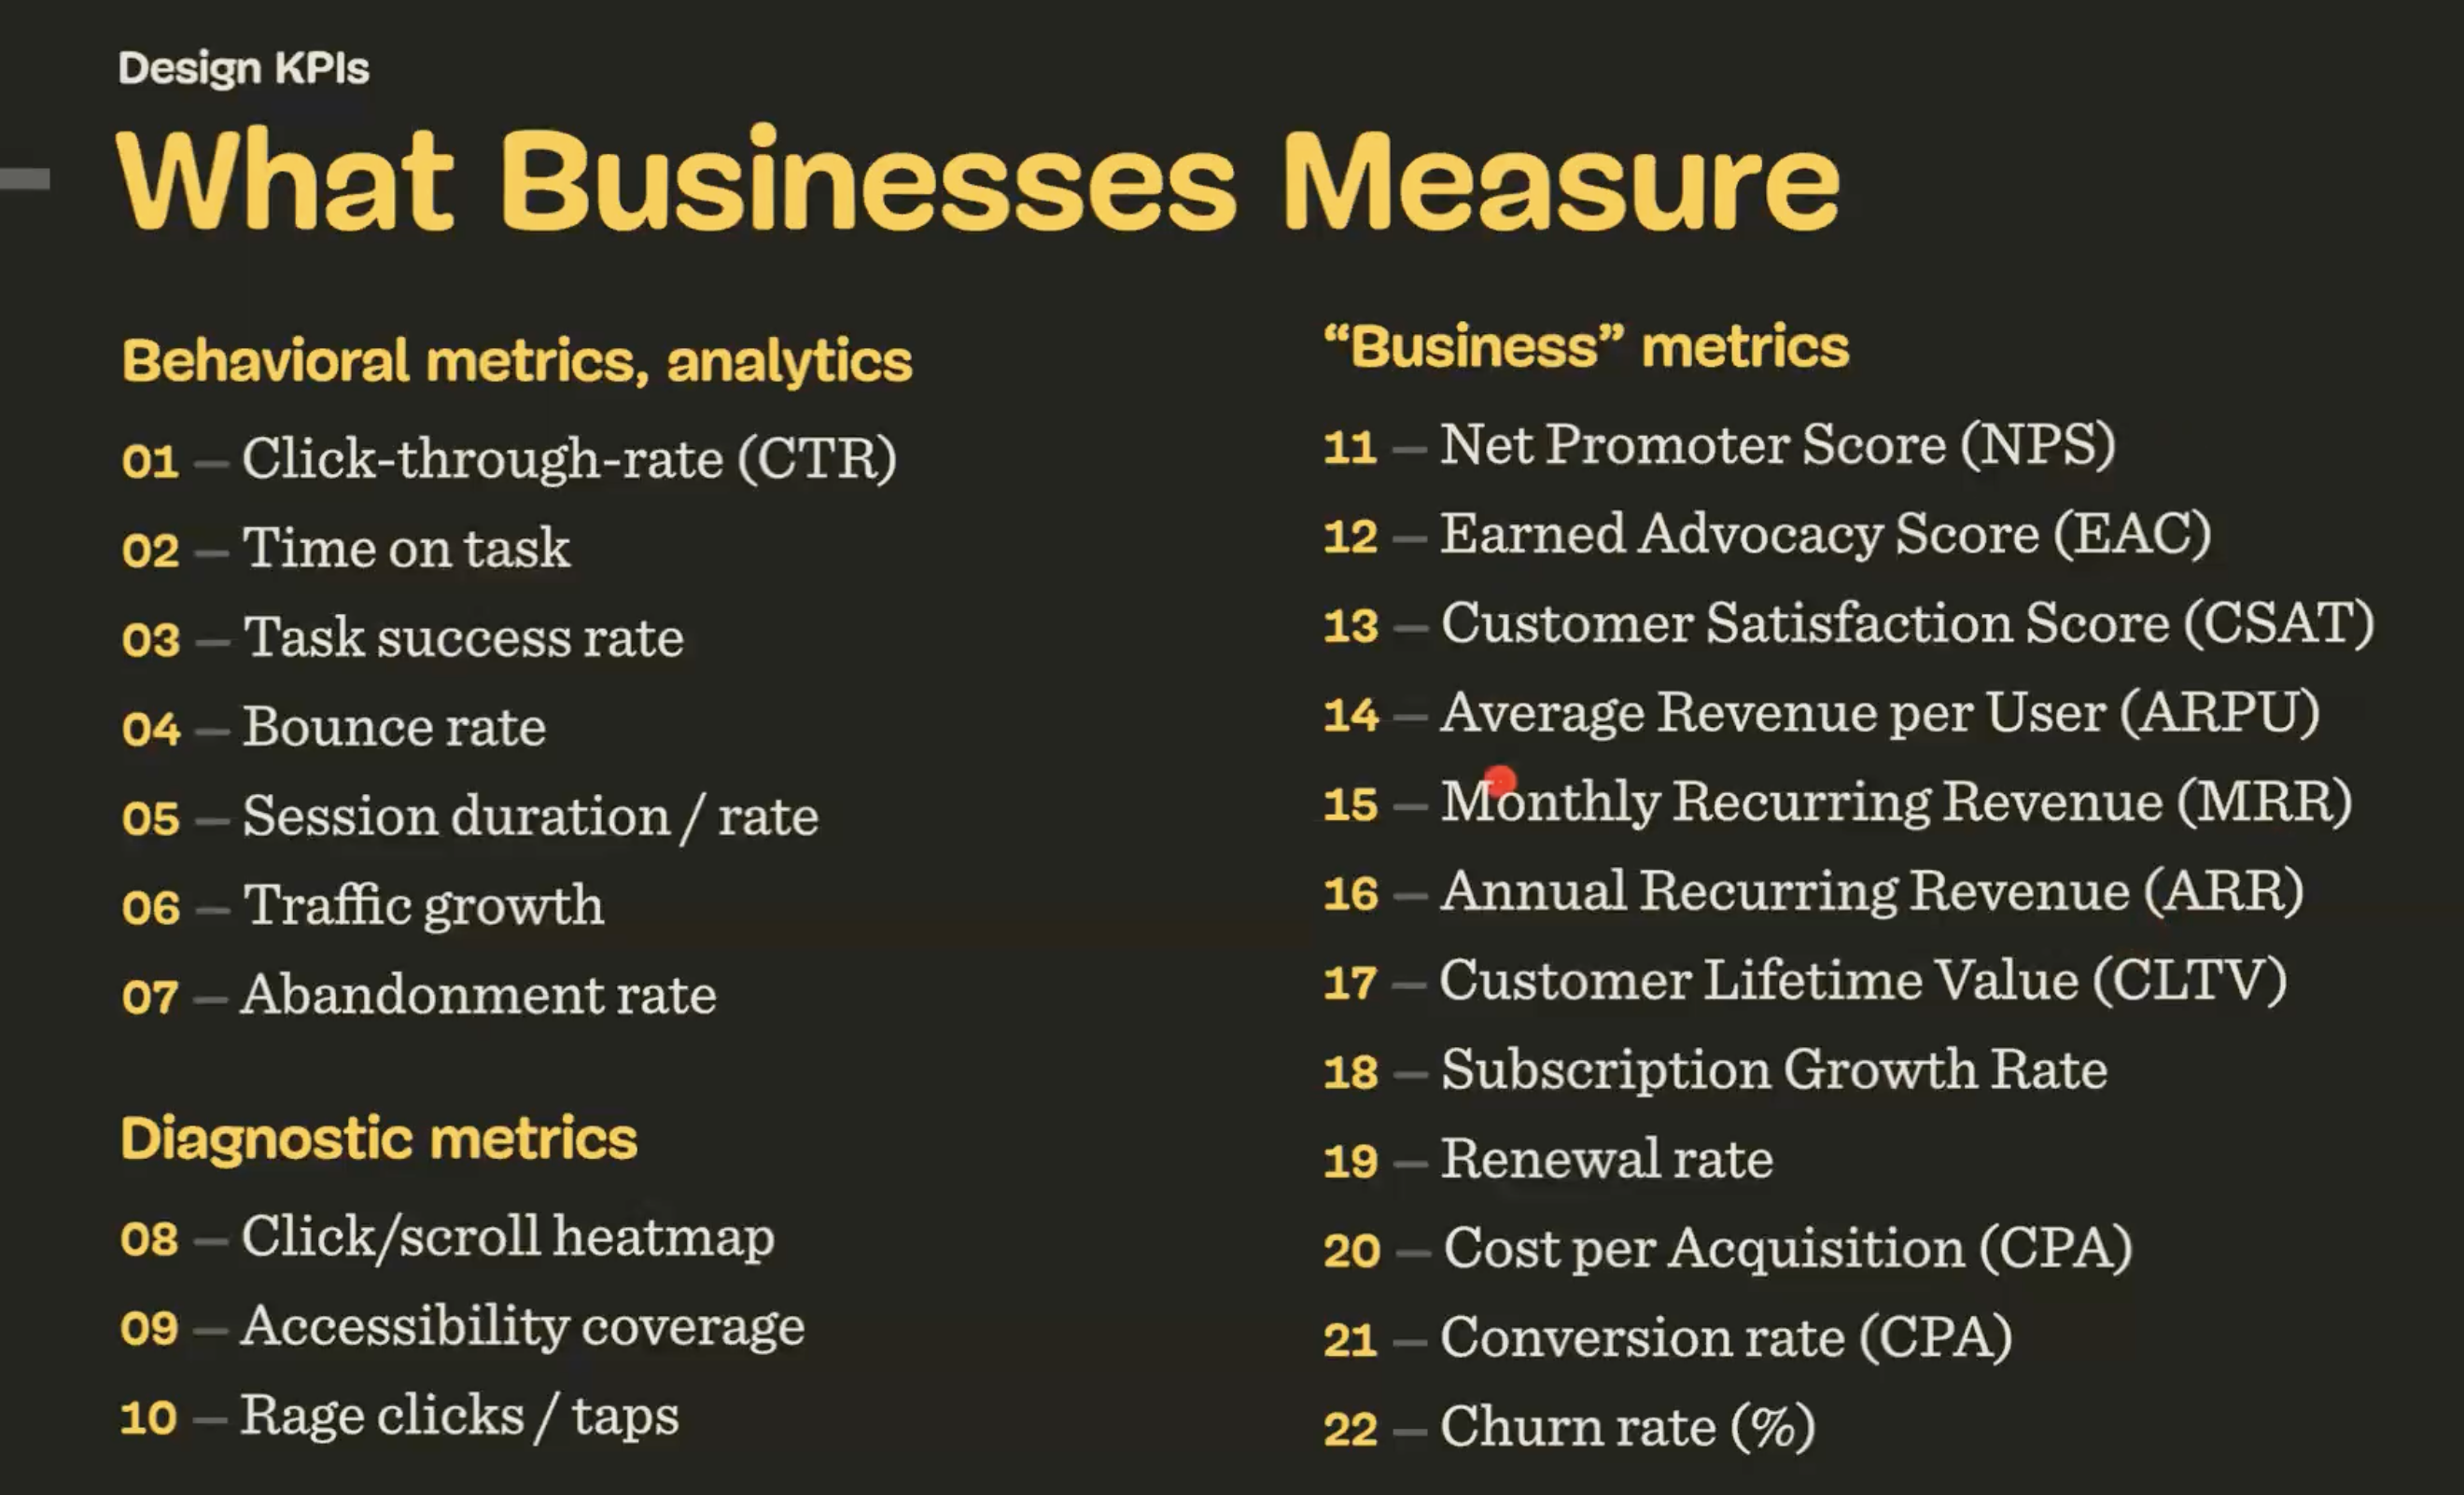 Design KPIs
What Businesses Measure
Behavioral metrics, analytics
01 — Click-through-rate (CTR)
02 — Time on task
03 — Task success rate
04 — Bounce rate
05 — Session duration / rate
06 — Traffic growth
07 — Abandonment rate
Diagnostic metrics
08 — Click/scroll heatmap
09 — Accessibility coverage
10 — Rage clicks / taps
“Business” metrics
11 — Net Promoter Score (NPS)
12 — Earned Advocacy Score (EAC)
13 — Customer Satisfaction Score (CSAT)
14 — Average Revenue per User (ARPU)
15 — Monthly Recurring Revenue (MRR)
16 — Annual Recurring Revenue (ARR)
17 — Customer Lifetime Value (CLTV)
18 — Subscription Growth Rate
19 — Renewal rate
20 — Cost per Acquisition (CPA)
21 — Conversion rate (CPA)
22 — Churn rate (%)